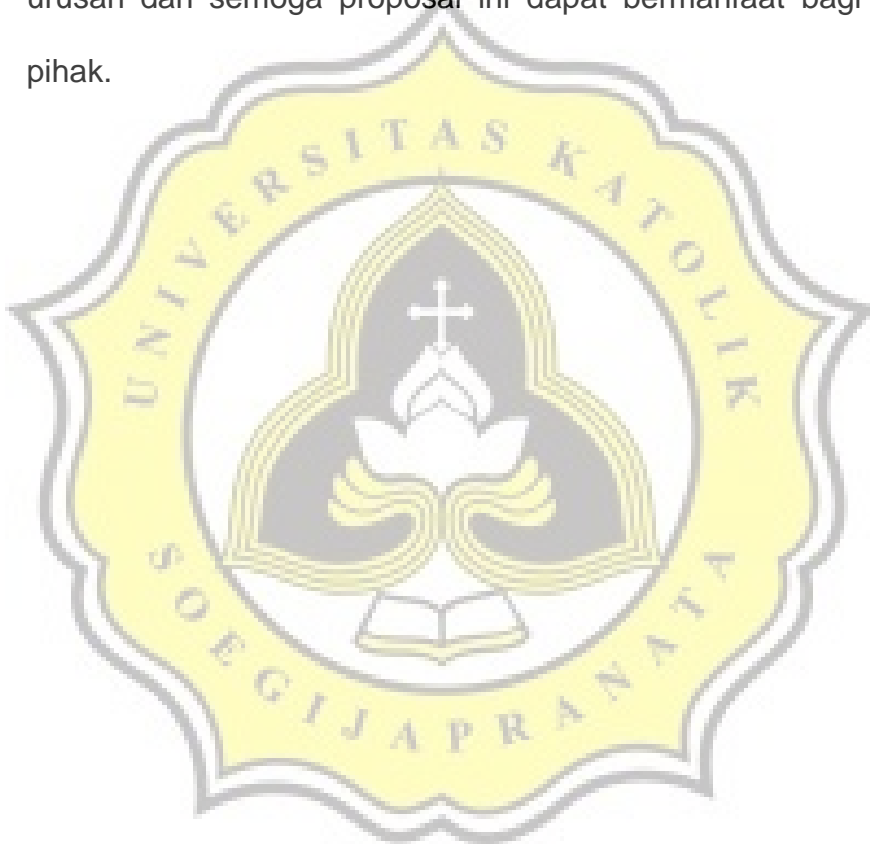 urusan dan semoga proposal ini dapat bermanfaat bagi
pihak.
UNIVERSITAS KATOLIK
SOEGIJAPRANATA